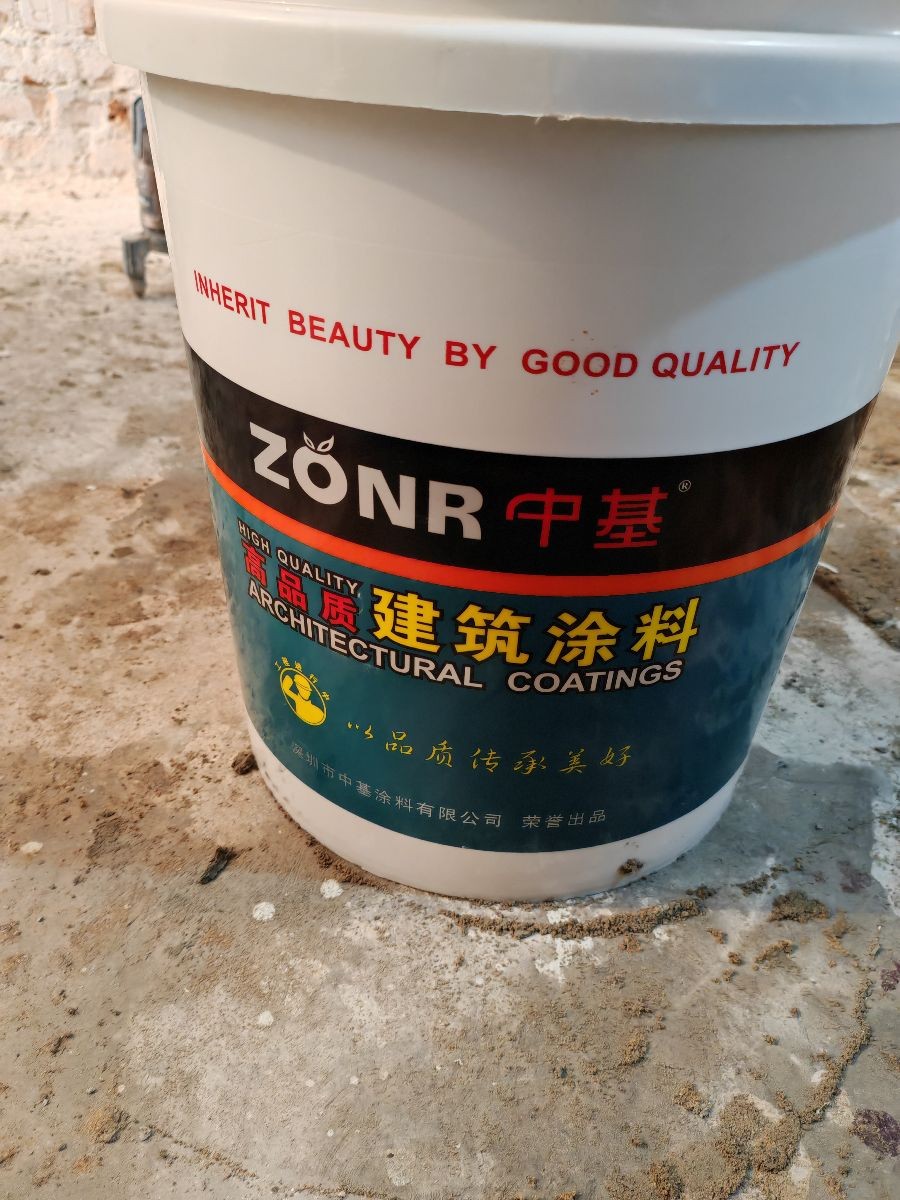 INHERIT BEAUTY BY GOOD QUALITY
ZONR 中基®
HIGH QUALITY
高品质 建筑涂料
ARCHITECTURAL COATINGS
以品质传承美好
深圳市中基涂料有限公司 荣誉出品